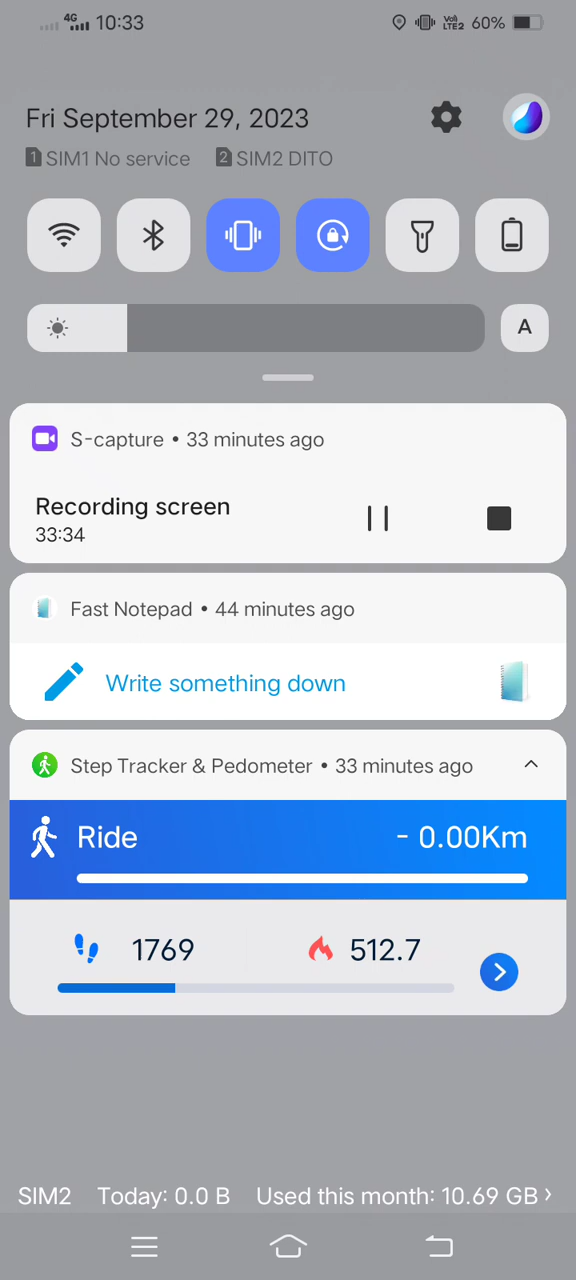 4G 10:33 VoI) LTE2 60%
Fri September 29, 2023
1 SIM1 No service 2 SIM2 DITO
A
S-capture • 33 minutes ago
Recording screen
33:34
Fast Notepad • 44 minutes ago
Write something down
Step Tracker & Pedometer • 33 minutes ago
Ride - 0.00Km
1769 512.7
SIM2 Today: 0.0 B Used this month: 10.69 GB ›